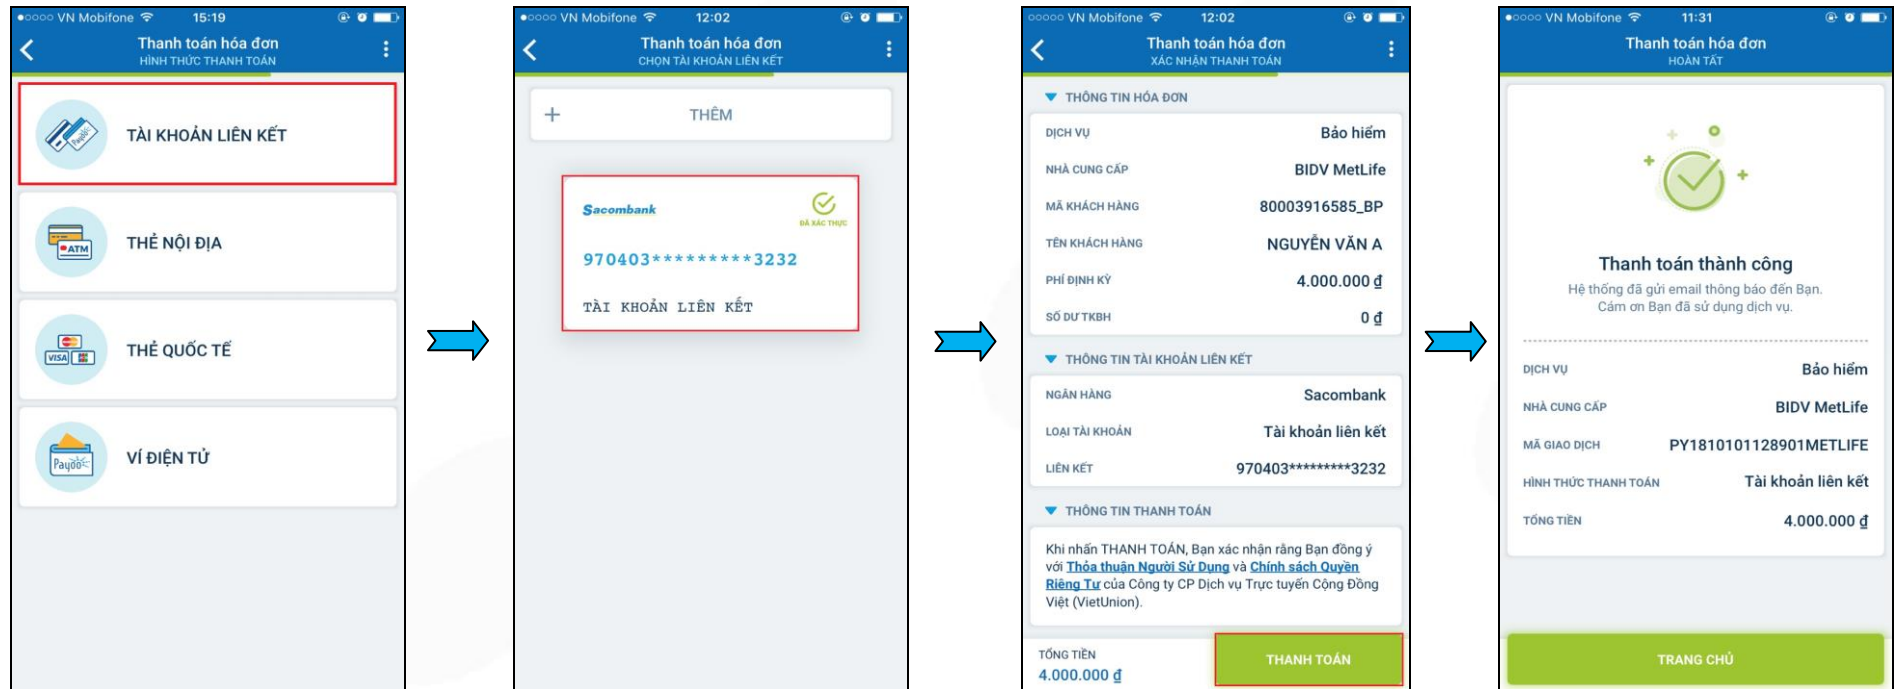 ●○○○○ VN Mobifone 15:19
Thanh toán hóa đơn
HÌNH THỨC THANH TOÁN
Payoo
TÀI KHOẢN LIÊN KẾT
ATM
THẺ NỘI ĐỊA
VISA
THẺ QUỐC TẾ
Payoo
VÍ ĐIỆN TỬ
●○○○○ VN Mobifone 12:02
Thanh toán hóa đơn
CHỌN TÀI KHOẢN LIÊN KẾT
+ THÊM
Sacombank
ĐÃ XÁC THỰC
970403*********3232
TÀI KHOẢN LIÊN KẾT
○○○○○ VN Mobifone 12:02
Thanh toán hóa đơn
XÁC NHẬN THANH TOÁN
THÔNG TIN HÓA ĐƠN
DỊCH VỤ Bảo hiểm
NHÀ CUNG CẤP BIDV MetLife
MÃ KHÁCH HÀNG 80003916585_BP
TÊN KHÁCH HÀNG NGUYỄN VĂN A
PHÍ ĐỊNH KỲ 4.000.000 ₫
SỐ DƯ TKBH 0 ₫
THÔNG TIN TÀI KHOẢN LIÊN KẾT
NGÂN HÀNG Sacombank
LOẠI TÀI KHOẢN Tài khoản liên kết
LIÊN KẾT 970403*********3232
THÔNG TIN THANH TOÁN
Khi nhấn THANH TOÁN, Bạn xác nhận rằng Bạn đồng ý
với Thỏa thuận Người Sử Dụng và Chính sách Quyền
Riêng Tư của Công ty CP Dịch vụ Trực tuyến Cộng Đồng
Việt (VietUnion).
TỔNG TIỀN
4.000.000 ₫
THANH TOÁN
●○○○○ VN Mobifone 11:31
Thanh toán hóa đơn
HOÀN TẤT
Thanh toán thành công
Hệ thống đã gửi email thông báo đến Bạn.
Cám ơn Bạn đã sử dụng dịch vụ.
DỊCH VỤ Bảo hiểm
NHÀ CUNG CẤP BIDV MetLife
MÃ GIAO DỊCH PY1810101128901METLIFE
HÌNH THỨC THANH TOÁN Tài khoản liên kết
TỔNG TIỀN 4.000.000 ₫
TRANG CHỦ